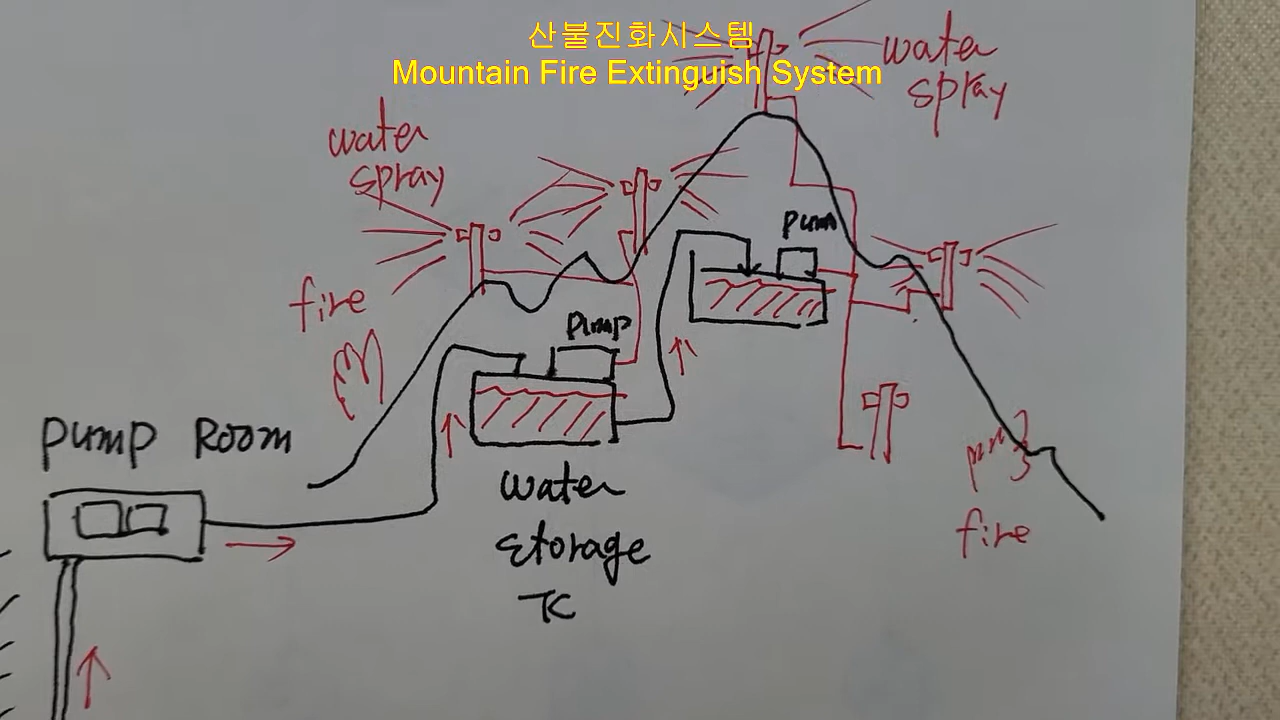 산불진화시스템
Mountain Fire Extinguish System
water
spray
water
spray
fire
Pump
Pump
Pump Room
water
storage
TK
fire